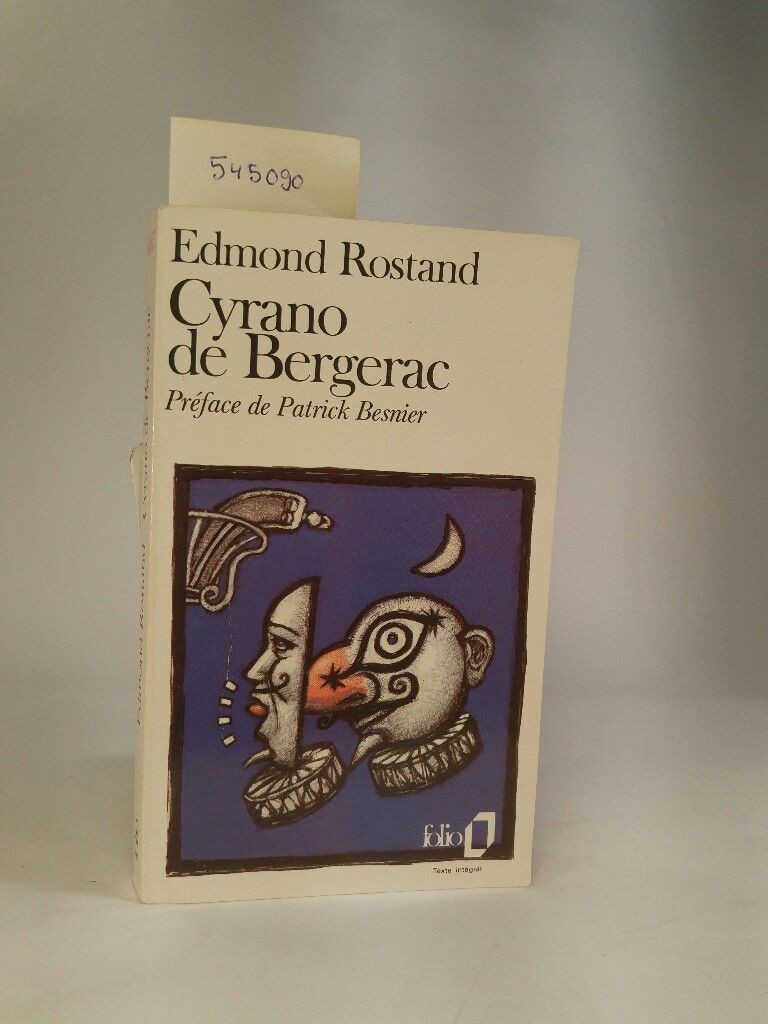 545090
Edmond Rostand
Cyrano
de Bergerac
Préface de Patrick Besnier
folio
Texte intégral